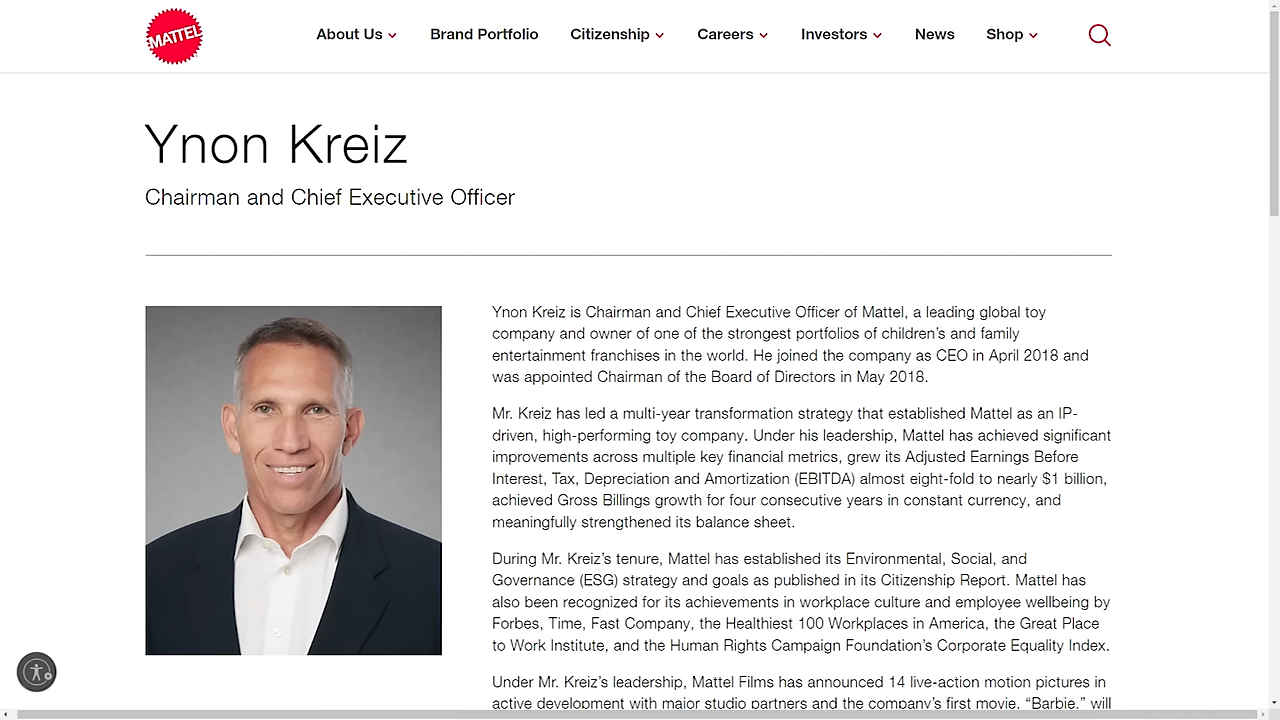 MATTEL
About Us
Brand Portfolio
Citizenship
Careers
Investors
News
Shop
Ynon Kreiz
Chairman and Chief Executive Officer
Ynon Kreiz is Chairman and Chief Executive Officer of Mattel, a leading global toy
company and owner of one of the strongest portfolios of children’s and family
entertainment franchises in the world. He joined the company as CEO in April 2018 and
was appointed Chairman of the Board of Directors in May 2018.
Mr. Kreiz has led a multi-year transformation strategy that established Mattel as an IP-
driven, high-performing toy company. Under his leadership, Mattel has achieved significant
improvements across multiple key financial metrics, grew its Adjusted Earnings Before
Interest, Tax, Depreciation and Amortization (EBITDA) almost eight-fold to nearly $1 billion,
achieved Gross Billings growth for four consecutive years in constant currency, and
meaningfully strengthened its balance sheet.
During Mr. Kreiz’s tenure, Mattel has established its Environmental, Social, and
Governance (ESG) strategy and goals as published in its Citizenship Report. Mattel has
also been recognized for its achievements in workplace culture and employee wellbeing by
Forbes, Time, Fast Company, the Healthiest 100 Workplaces in America, the Great Place
to Work Institute, and the Human Rights Campaign Foundation’s Corporate Equality Index.
Under Mr. Kreiz’s leadership, Mattel Films has announced 14 live-action motion pictures in
active development with major studio partners and the company’s first movie, “Barbie,” will